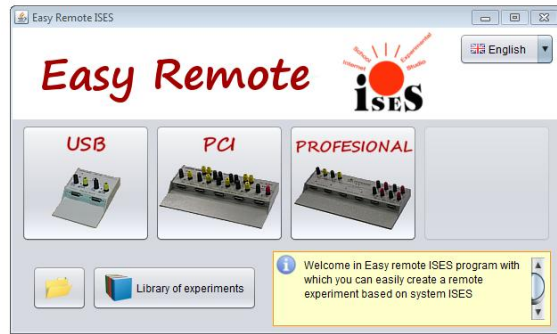 Easy Remote ISES
Easy Remote
School Experimental
Internet Studio
iSES
English
USB
PCI
PROFESIONAL
Library of experiments
Welcome in Easy remote ISES program with
which you can easily create a remote
experiment based on system ISES